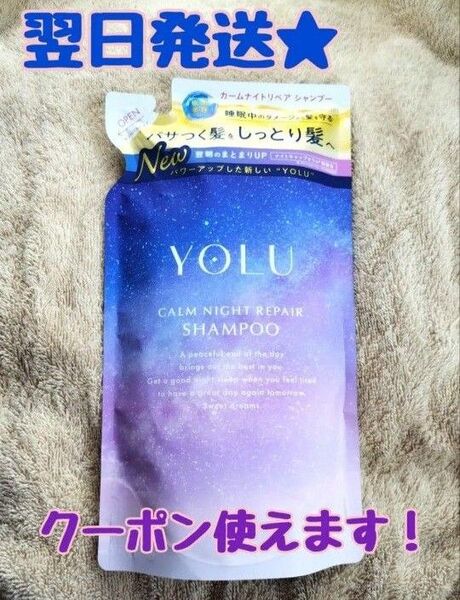 翌日発送★
OPEN
カームナイトリペア シャンプー
睡眠中のダメージから髪を守る
パサつく髪をしっとり髪へ
New
翌朝のまとまりUP
パワーアップした新しい"YOLU"
YOLU
CALM NIGHT REPAIR
SHAMPOO
A peaceful end of the day
brings out the best in you.
Get a good night sleep when you feel tired
to have a great day again tomorrow.
Sweet dreams.
クーポン使えます！